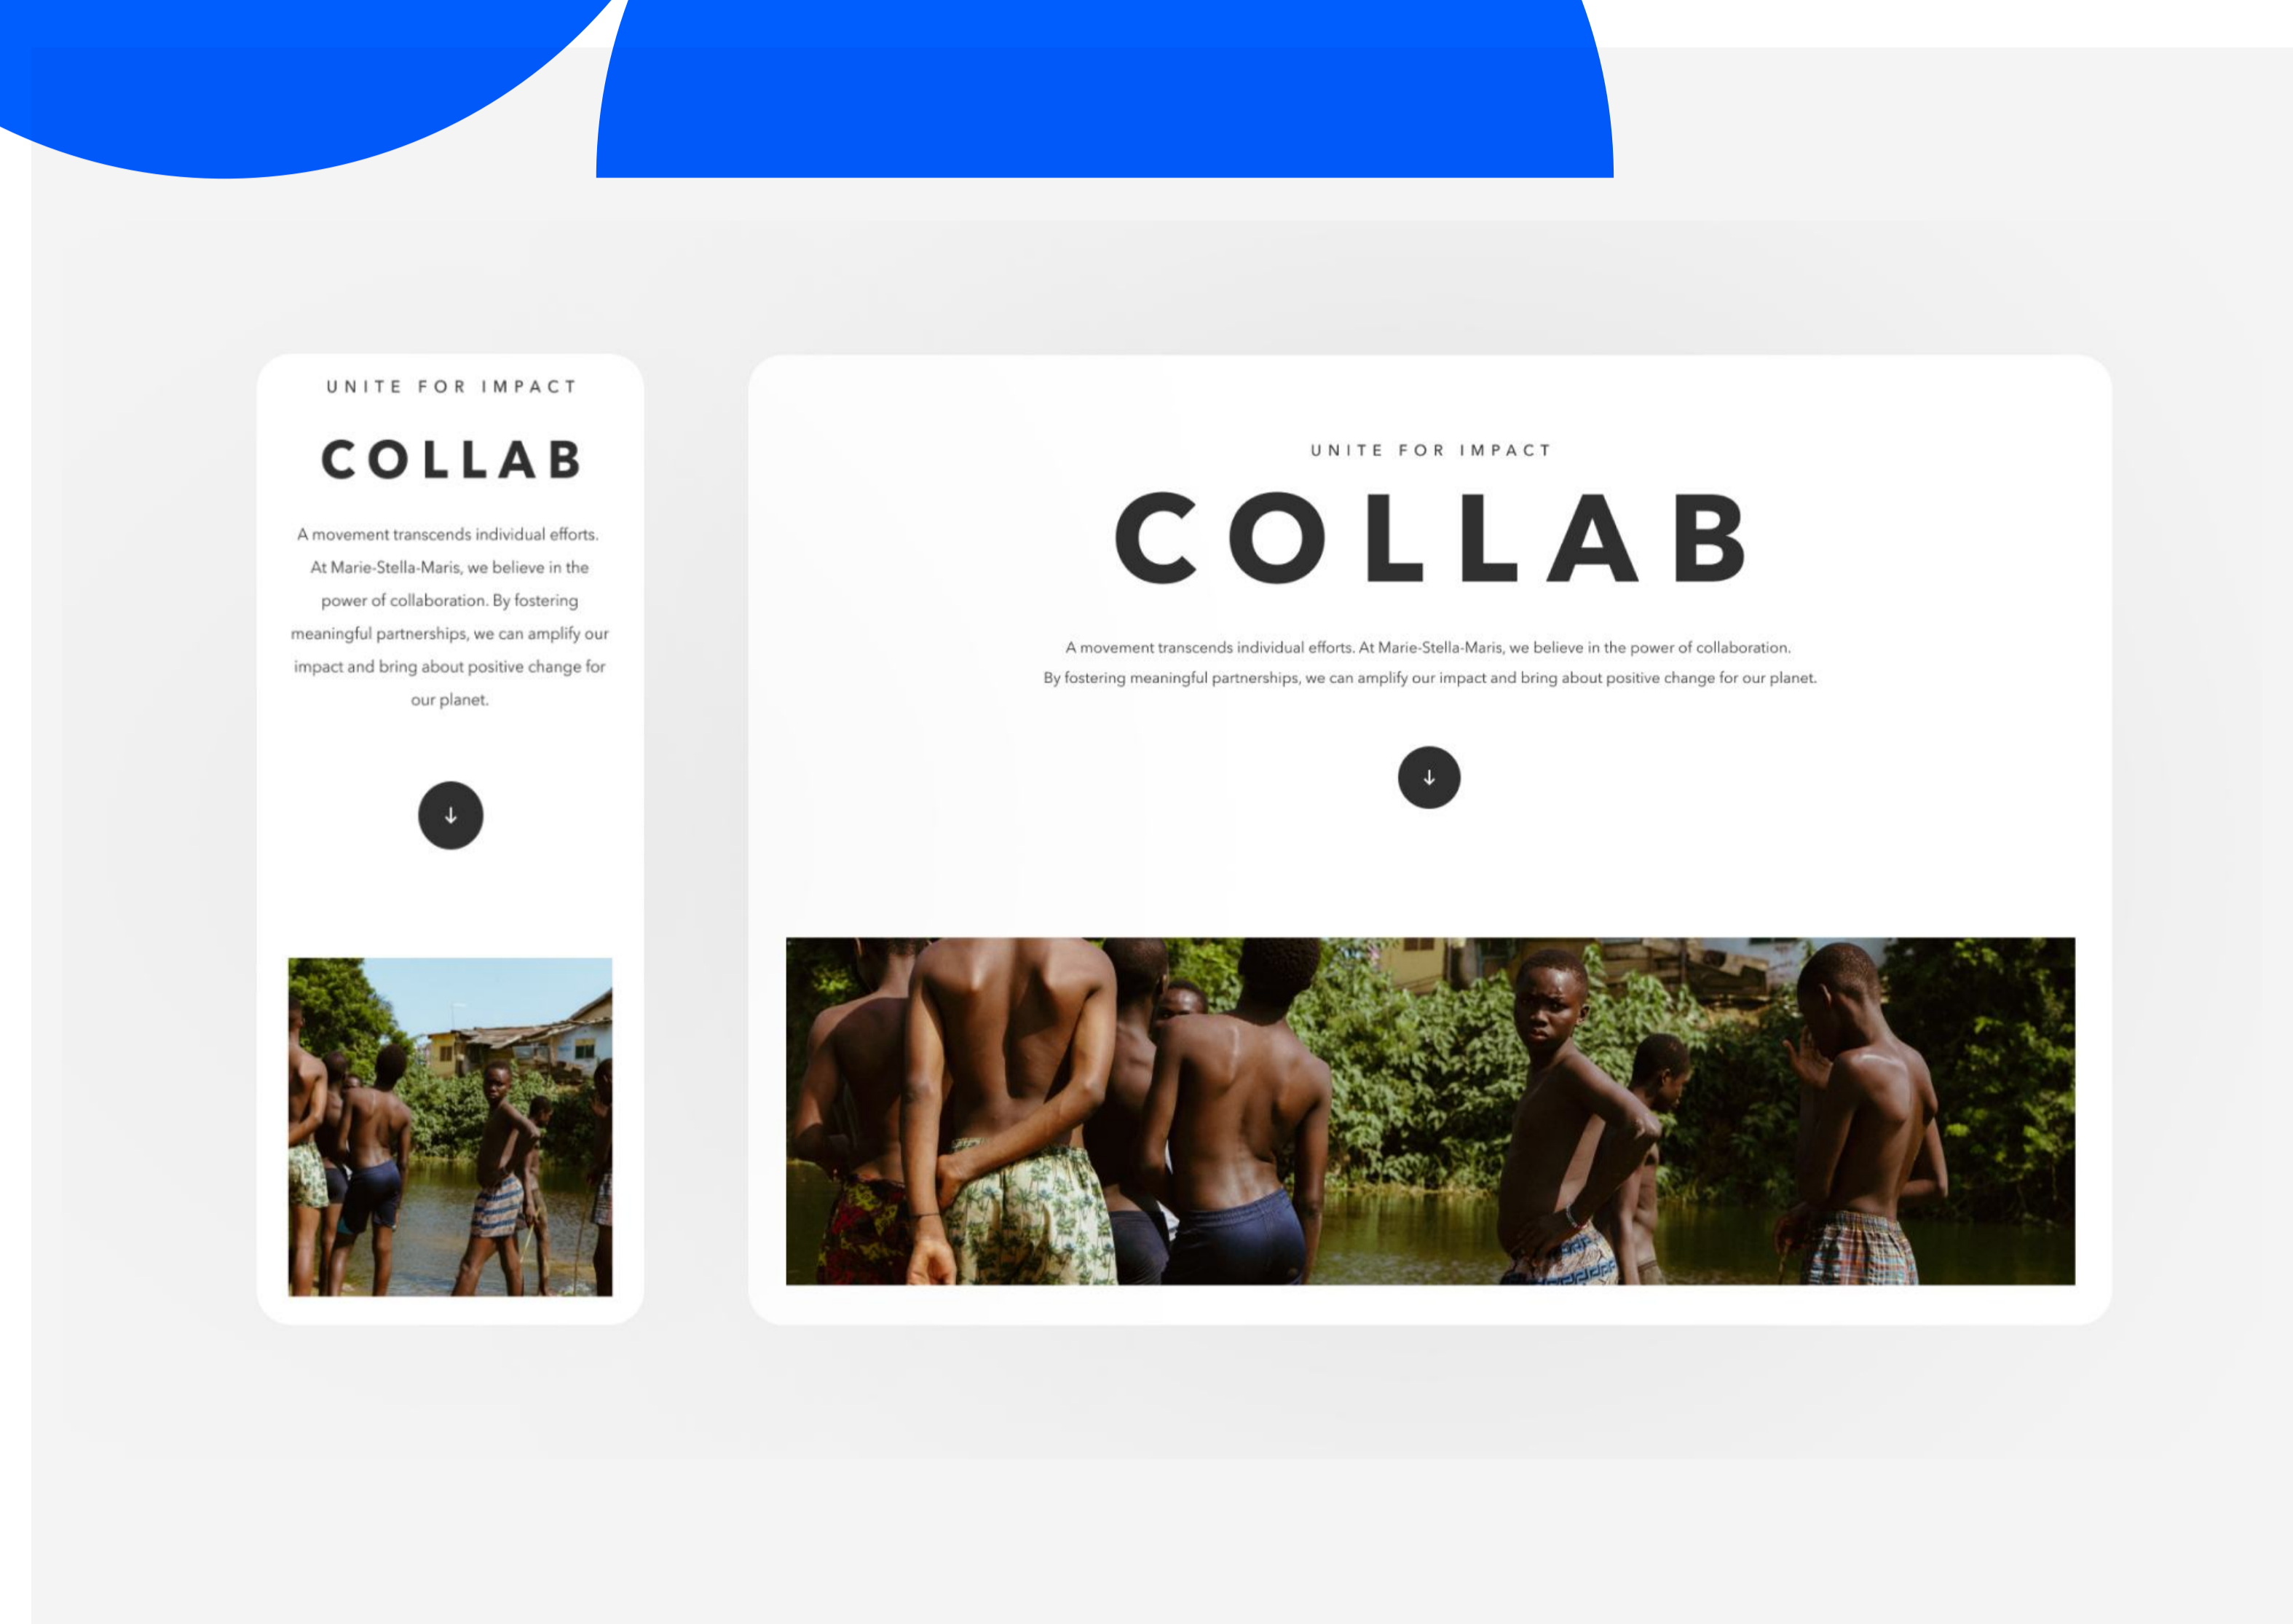 UNITE FOR IMPACT
COLLAB
A movement transcends individual efforts.
At Marie-Stella-Maris, we believe in the
power of collaboration. By fostering
meaningful partnerships, we can amplify our
impact and bring about positive change for
our planet.
UNITE FOR IMPACT
COLLAB
A movement transcends individual efforts. At Marie-Stella-Maris, we believe in the power of collaboration.
By fostering meaningful partnerships, we can amplify our impact and bring about positive change for our planet.